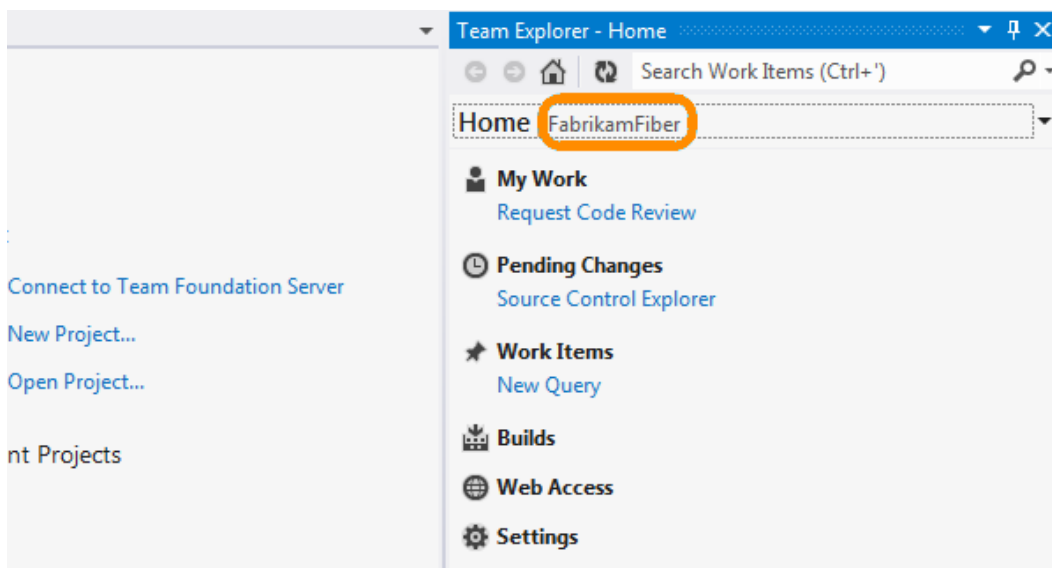 Team Explorer - Home
Search Work Items (Ctrl+')
Home FabrikamFiber
My Work
Request Code Review
Pending Changes
Source Control Explorer
Work Items
New Query
Builds
Web Access
Settings
Connect to Team Foundation Server
New Project...
Open Project...
nt Projects